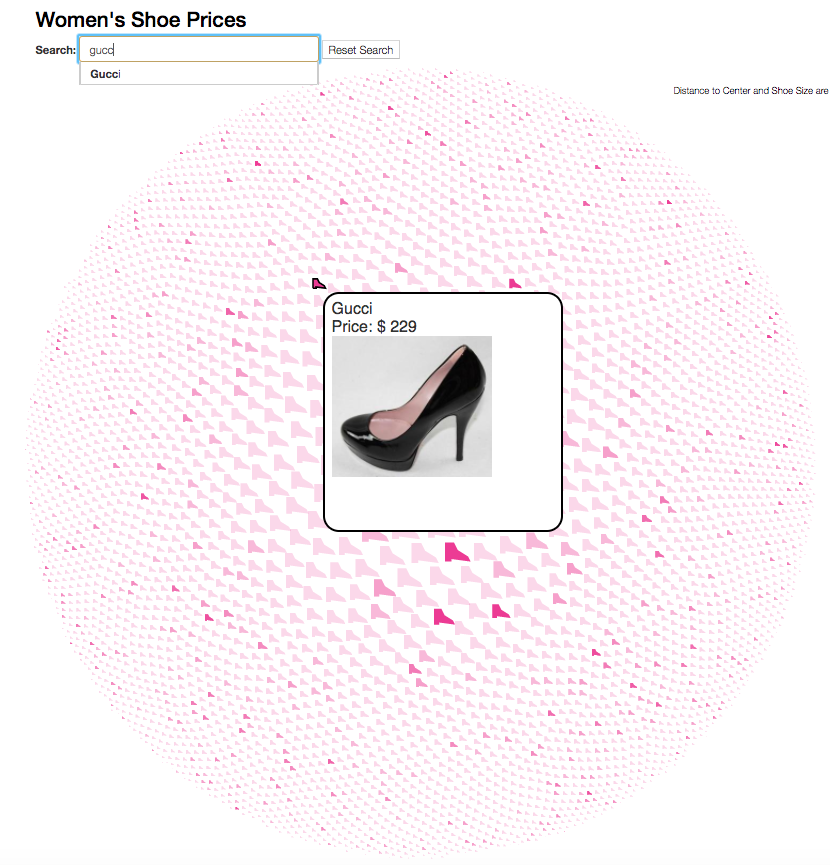 Women's Shoe Prices
Search: gucc Reset Search
Gucci
Distance to Center and Shoe Size are
Gucci
Price: $ 229